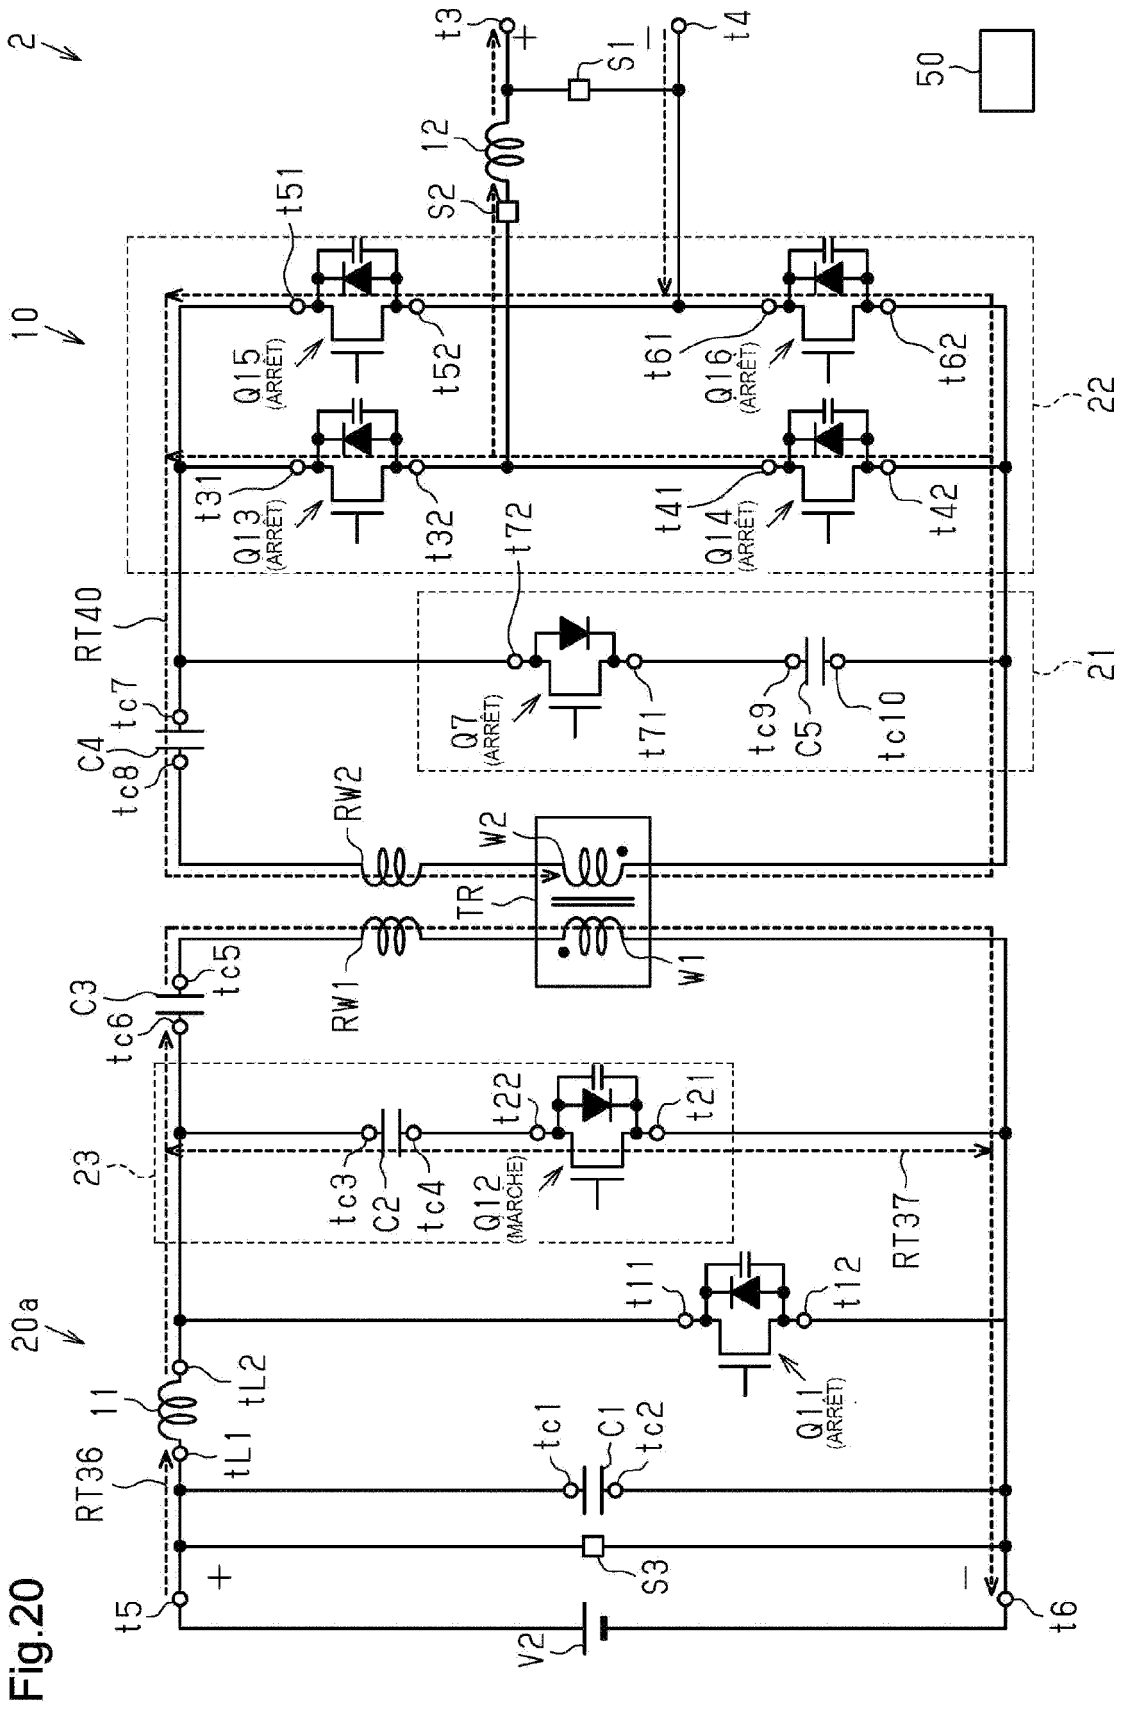 Fig.20
2
10
20a
RT36
11
tL1
tL2
t5
+
V2
S3
tc1
C1
tc2
t6
−
Q11
(ARRÊT)
t11
t12
23
tc3
C2
tc4
Q12
(MARCHE)
t22
t21
RT37
C3
tc6
tc5
RW1
RW2
TR
W1
W2
C4
tc8
tc7
RT40
Q7
(ARRÊT)
t72
t71
tc9
C5
tc10
21
t31
Q13
(ARRÊT)
t32
t41
Q14
(ARRÊT)
t42
t51
Q15
(ARRÊT)
t52
t61
Q16
(ARRÊT)
t62
22
S2
12
S1
t3
+
−
t4
50